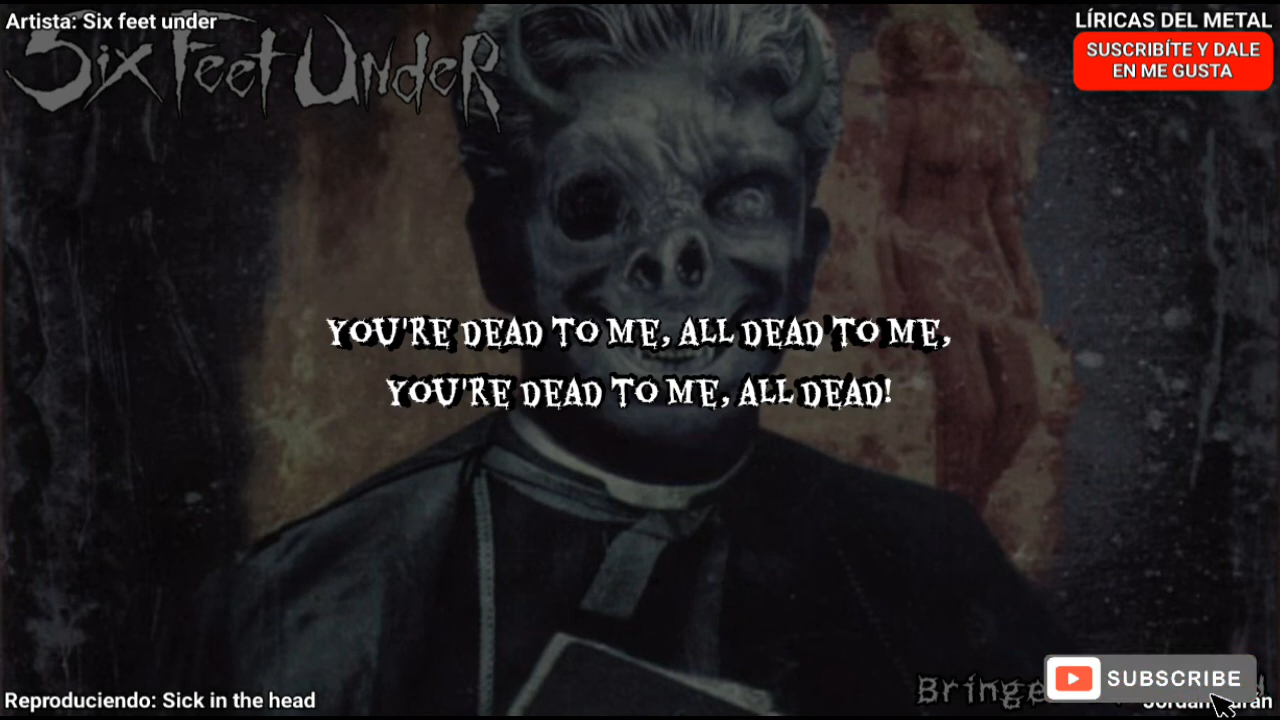 Artista: Six feet under
LÍRICAS DEL METAL
Six Feet Under
SUSCRIBÍTE Y DALE
EN ME GUSTA
YOU'RE DEAD TO ME, ALL DEAD TO ME,
YOU'RE DEAD TO ME, ALL DEAD!
SUBSCRIBE
Reproduciendo: Sick in the head